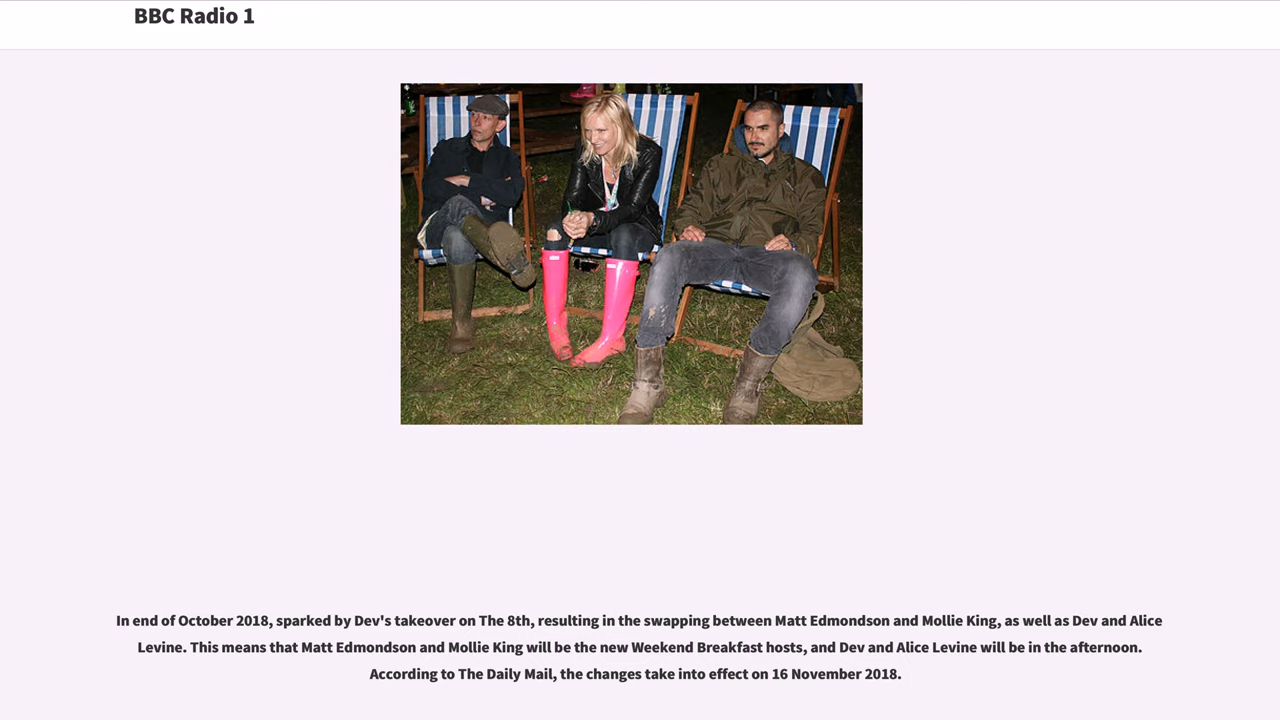 BBC Radio 1
In end of October 2018, sparked by Dev's takeover on The 8th, resulting in the swapping between Matt Edmondson and Mollie King, as well as Dev and Alice
Levine. This means that Matt Edmondson and Mollie King will be the new Weekend Breakfast hosts, and Dev and Alice Levine will be in the afternoon.
According to The Daily Mail, the changes take into effect on 16 November 2018.